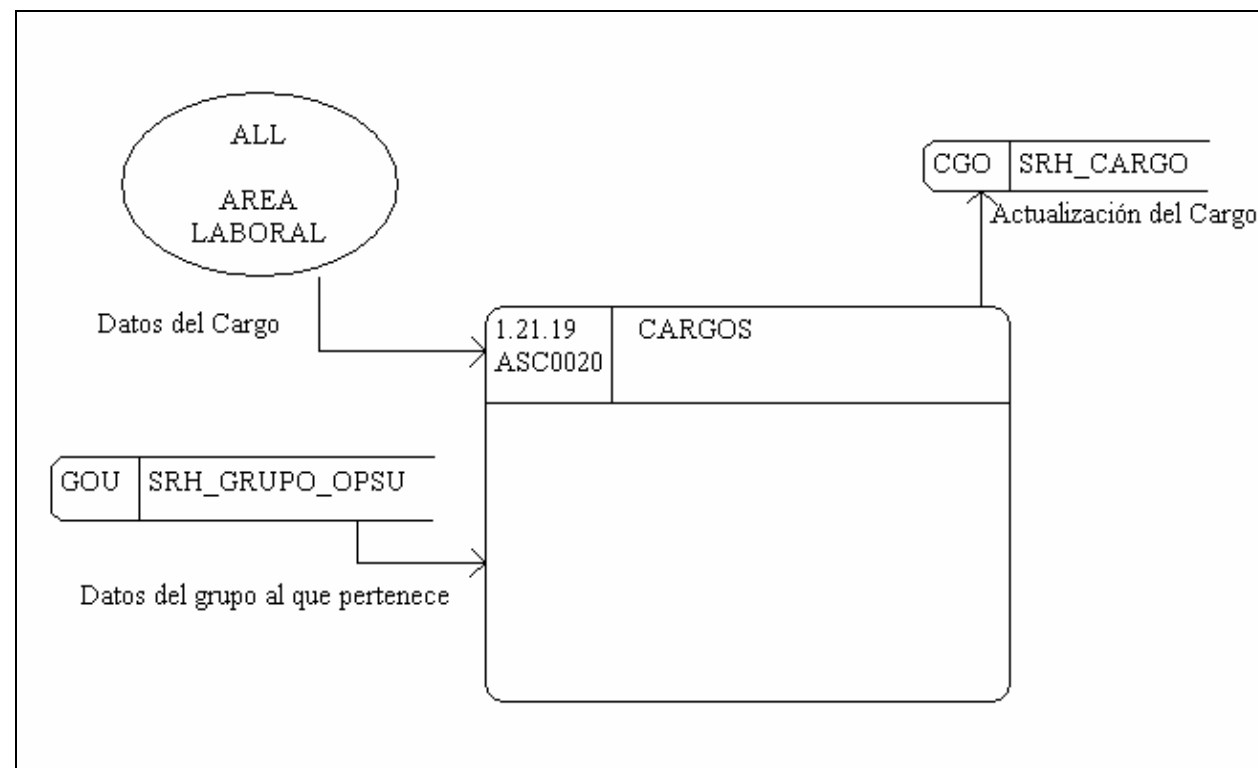 ALL
AREA
LABORAL
CGO SRH_CARGO
Actualización del Cargo
Datos del Cargo
1.21.19 CARGOS
ASC0020
GOU SRH_GRUPO_OPSU
Datos del grupo al que pertenece